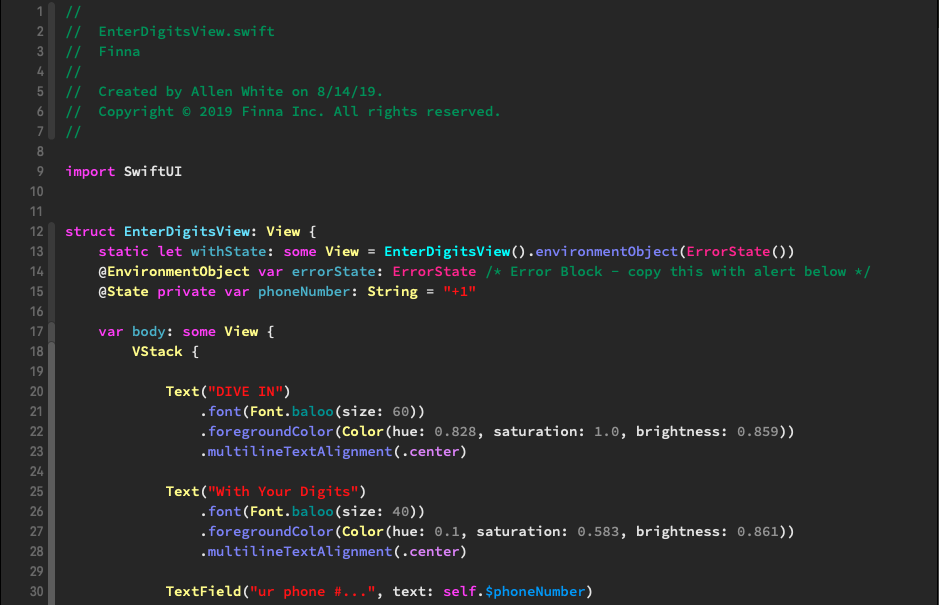 1 //
2 //  EnterDigitsView.swift
3 //  Finna
4 //
5 //  Created by Allen White on 8/14/19.
6 //  Copyright © 2019 Finna Inc. All rights reserved.
7 //
8
9 import SwiftUI
10
11
12 struct EnterDigitsView: View {
13     static let withState: some View = EnterDigitsView().environmentObject(ErrorState())
14     @EnvironmentObject var errorState: ErrorState /* Error Block – copy this with alert below */
15     @State private var phoneNumber: String = "+1"
16
17     var body: some View {
18         VStack {
19
20             Text("DIVE IN")
21                 .font(Font.baloo(size: 60))
22                 .foregroundColor(Color(hue: 0.828, saturation: 1.0, brightness: 0.859))
23                 .multilineTextAlignment(.center)
24
25             Text("With Your Digits")
26                 .font(Font.baloo(size: 40))
27                 .foregroundColor(Color(hue: 0.1, saturation: 0.583, brightness: 0.861))
28                 .multilineTextAlignment(.center)
29
30             TextField("ur phone #...", text: self.$phoneNumber)